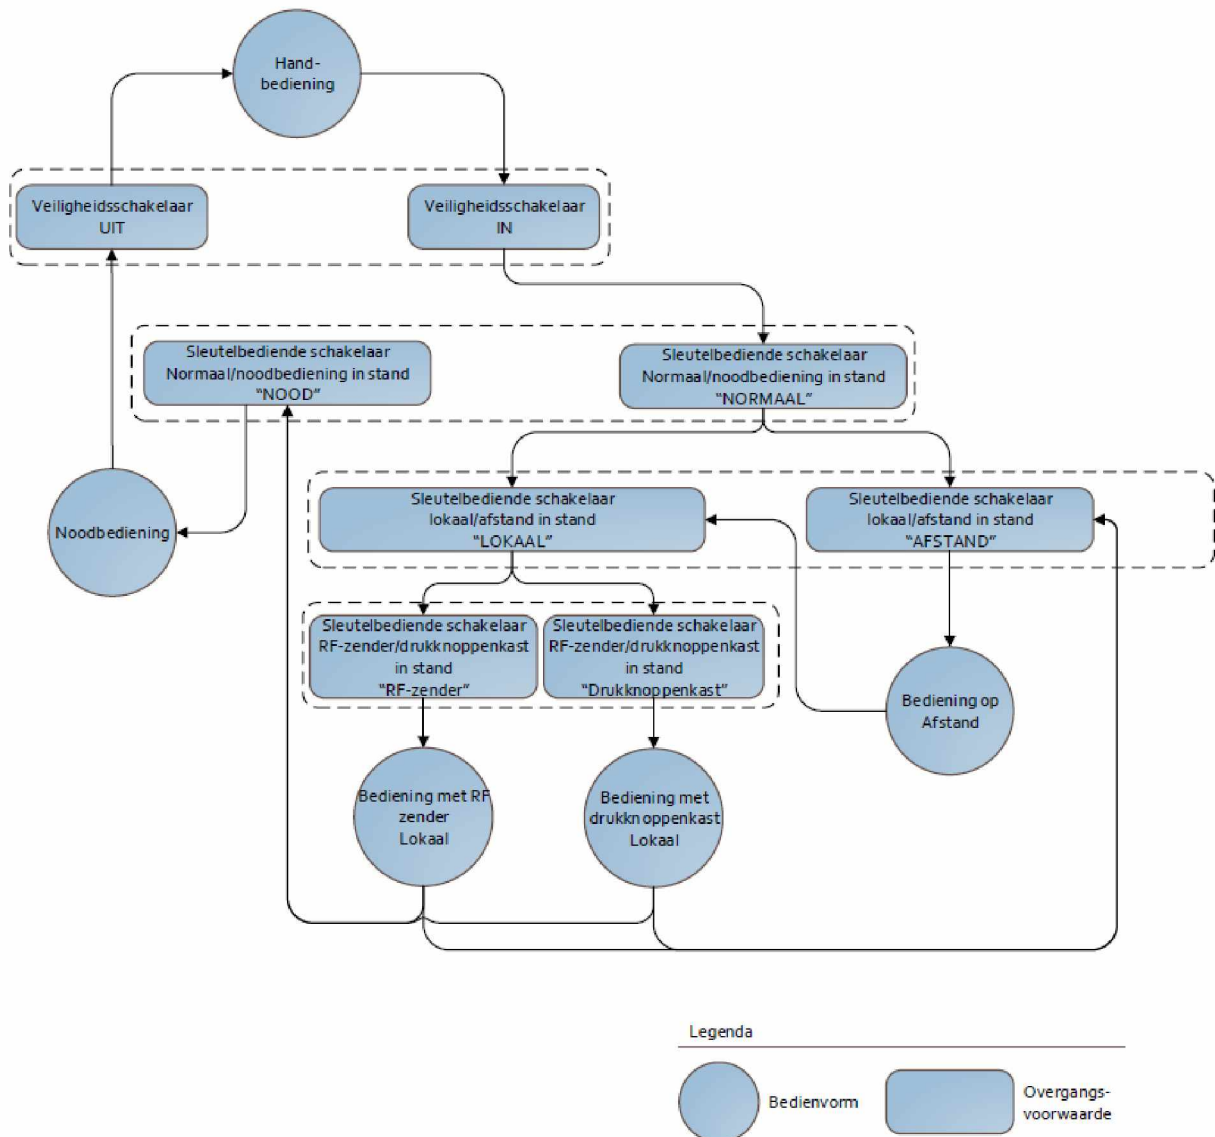 Hand-
bediening
Veiligheidsschakelaar
UIT
Veiligheidsschakelaar
IN
Sleutelbediende schakelaar
Normaal/noodbediening in stand
“NOOD”
Sleutelbediende schakelaar
Normaal/noodbediening in stand
“NORMAAL”
Noodbediening
Sleutelbediende schakelaar
lokaal/afstand in stand
“LOKAAL”
Sleutelbediende schakelaar
lokaal/afstand in stand
“AFSTAND”
Sleutelbediende schakelaar
RF-zender/drukknoppenkast
in stand
“RF-zender”
Sleutelbediende schakelaar
RF-zender/drukknoppenkast
in stand
“Drukknoppenkast”
Bediening op
Afstand
Bediening met RF
zender
Lokaal
Bediening met
drukknoppenkast
Lokaal
Legenda
Bedienvorm
Overgangs-
voorwaarde